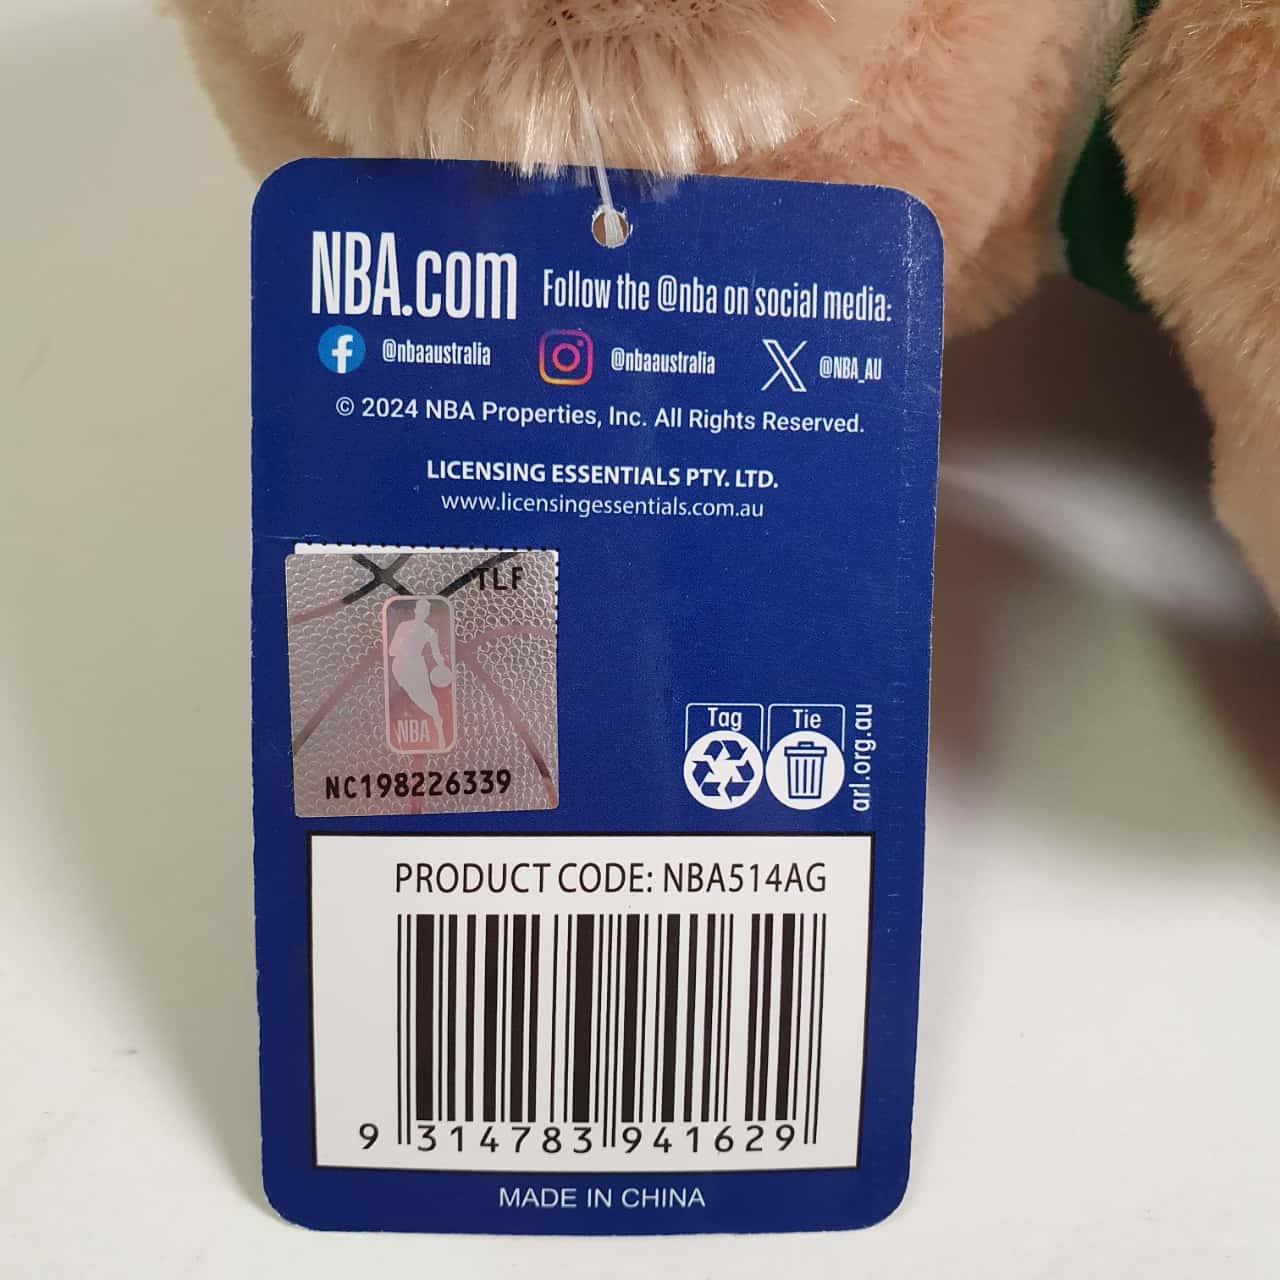 NBA.com Follow the @nba on social media:
@nbaaustralia @nbaaustralia @NBA_AU
© 2024 NBA Properties, Inc. All Rights Reserved.
LICENSING ESSENTIALS PTY. LTD.
www.licensingessentials.com.au
TLF
NBA
NC198226339
Tag Tie
arl.org.au
PRODUCT CODE: NBA514AG
9 314783 941629
MADE IN CHINA